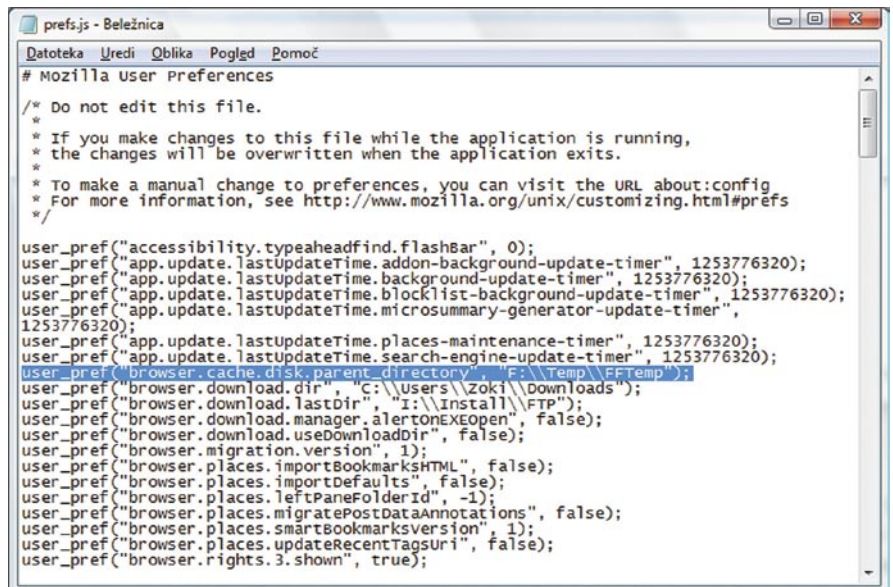 prefs.js - Beležnica
Datoteka Uredi Oblika Pogled Pomoč
# Mozilla User Preferences
/* Do not edit this file.
*
* If you make changes to this file while the application is running,
* the changes will be overwritten when the application exits.
*
* To make a manual change to preferences, you can visit the URL about:config
* For more information, see http://www.mozilla.org/unix/customizing.html#prefs
*/
user_pref("accessibility.typeaheadfind.flashBar", 0);
user_pref("app.update.lastUpdateTime.addon-background-update-timer", 1253776320);
user_pref("app.update.lastUpdateTime.background-update-timer", 1253776320);
user_pref("app.update.lastUpdateTime.blocklist-background-update-timer", 1253776320);
user_pref("app.update.lastUpdateTime.microsummary-generator-update-timer",
1253776320);
user_pref("app.update.lastUpdateTime.places-maintenance-timer", 1253776320);
user_pref("app.update.lastUpdateTime.search-engine-update-timer", 1253776320);
user_pref("browser.cache.disk.parent_directory", "F:\\Temp\\FFTemp");
user_pref("browser.download.dir", "C:\\Users\\Zoki\\Downloads");
user_pref("browser.download.lastDir", "I:\\Install\\FTP");
user_pref("browser.download.manager.alertOnEXEOpen", false);
user_pref("browser.download.useDownloadDir", false);
user_pref("browser.migration.version", 1);
user_pref("browser.places.importBookmarksHTML", false);
user_pref("browser.places.importDefaults", false);
user_pref("browser.places.leftPaneFolderId", -1);
user_pref("browser.places.migratePostDataAnnotations", false);
user_pref("browser.places.smartBookmarksVersion", 1);
user_pref("browser.places.updateRecentTagsUri", false);
user_pref("browser.rights.3.shown", true);